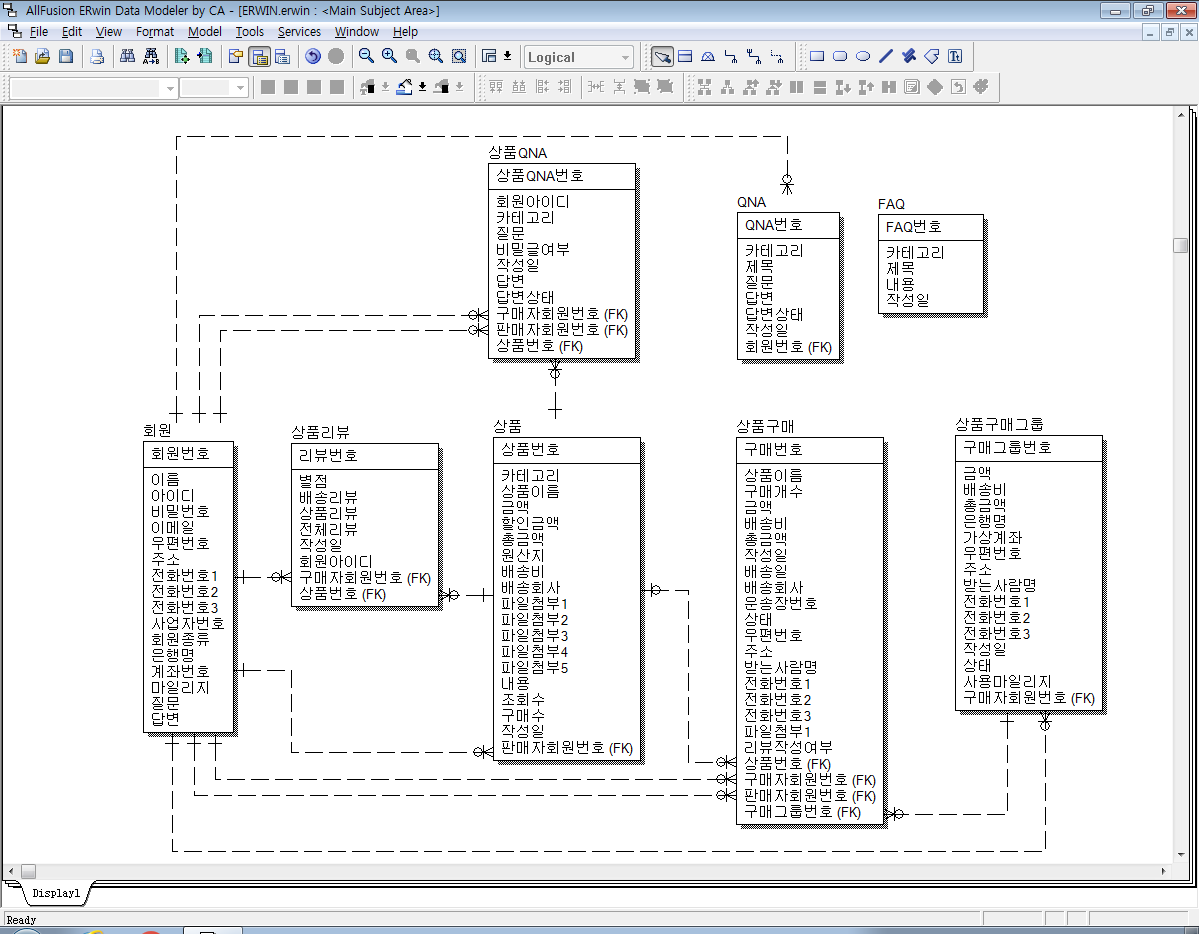 AllFusion ERwin Data Modeler by CA - [ERWIN.erwin : <Main Subject Area>]
File Edit View Format Model Tools Services Window Help
Logical
상품QNA
상품QNA번호
회원아이디
카테고리
질문
비밀글여부
작성일
답변
답변상태
구매자회원번호 (FK)
판매자회원번호 (FK)
상품번호 (FK)
QNA
QNA번호
카테고리
제목
질문
답변
답변상태
작성일
회원번호 (FK)
FAQ
FAQ번호
카테고리
제목
내용
작성일
회원
회원번호
이름
아이디
비밀번호
이메일
우편번호
주소
전화번호1
전화번호2
전화번호3
사업자번호
회원종류
은행명
계좌번호
마일리지
질문
답변
상품리뷰
리뷰번호
별점
배송리뷰
상품리뷰
전체리뷰
작성일
회원아이디
구매자회원번호 (FK)
상품번호 (FK)
상품
상품번호
카테고리
상품이름
금액
할인금액
총금액
원산지
배송비
배송회사
파일첨부1
파일첨부2
파일첨부3
파일첨부4
파일첨부5
내용
조회수
구매수
작성일
판매자회원번호 (FK)
상품구매
구매번호
상품이름
구매개수
금액
배송비
총금액
작성일
배송일
배송회사
운송장번호
상태
우편번호
주소
받는사람명
전화번호1
전화번호2
전화번호3
파일첨부1
리뷰작성여부
상품번호 (FK)
구매자회원번호 (FK)
판매자회원번호 (FK)
구매그룹번호 (FK)
상품구매그룹
구매그룹번호
금액
배송비
총금액
은행명
가상계좌
우편번호
주소
받는사람명
전화번호1
전화번호2
전화번호3
작성일
상태
사용마일리지
구매자회원번호 (FK)
Display1
Ready